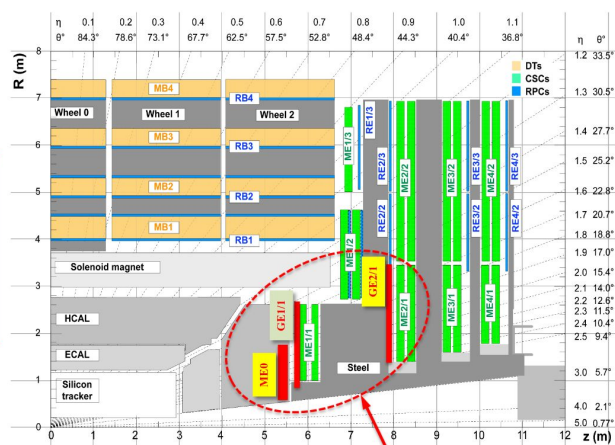 η 0.1 0.2 0.3 0.4 0.5 0.6 0.7 0.8 0.9 1.0 1.1
θ° 84.3° 78.6° 73.1° 67.7° 62.5° 57.5° 52.8° 48.4° 44.3° 40.4° 36.8° η θ°
R (m)
8
7
6
5
4
3
2
1
0
1.2 33.5°
1.3 30.5°
1.4 27.7°
1.5 25.2°
1.6 22.8°
1.7 20.7°
1.8 18.8°
1.9 17.0°
2.0 15.4°
2.1 14.0°
2.2 12.6°
2.3 11.5°
2.4 10.4°
2.5 9.4°
3.0 5.7°
4.0 2.1°
5.0 0.77°
DTs
CSCs
RPCs
MB4
RB4
Wheel 0 Wheel 1 Wheel 2
MB3
RB3
MB2
RB2
MB1
RB1
Solenoid magnet
HCAL
ECAL
Silicon
tracker
Steel
ME0
GE1/1
GE2/1
ME1/1
ME1/2
ME1/3
RE1/3
RE2/3
RE2/2
ME2/2
ME2/1
ME3/2
ME3/1
RE3/3
RE3/2
ME4/2
ME4/1
RE4/3
RE4/2
0 1 2 3 4 5 6 7 8 9 10 11 12 z (m)